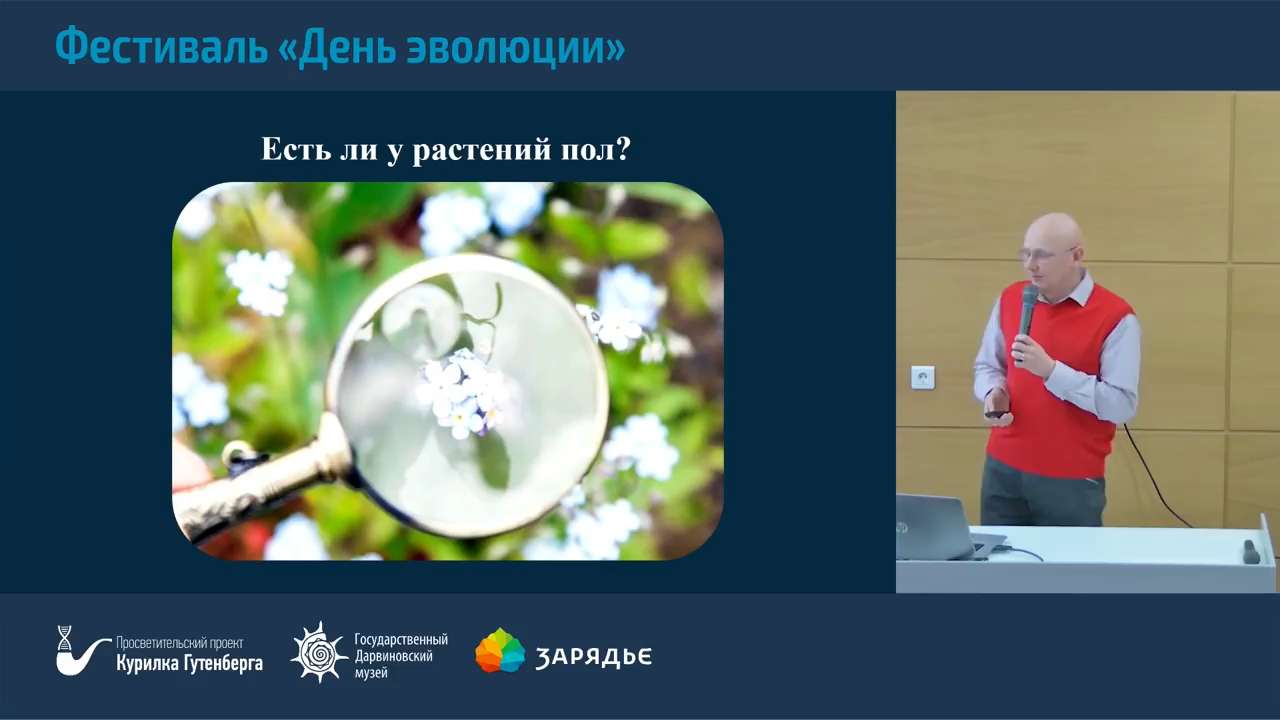 Фестиваль «День эволюции»
Есть ли у растений пол?
Просветительский проект
Курилка Гутенберга
Государственный
Дарвиновский
музей
ЗАРЯДЬЕ